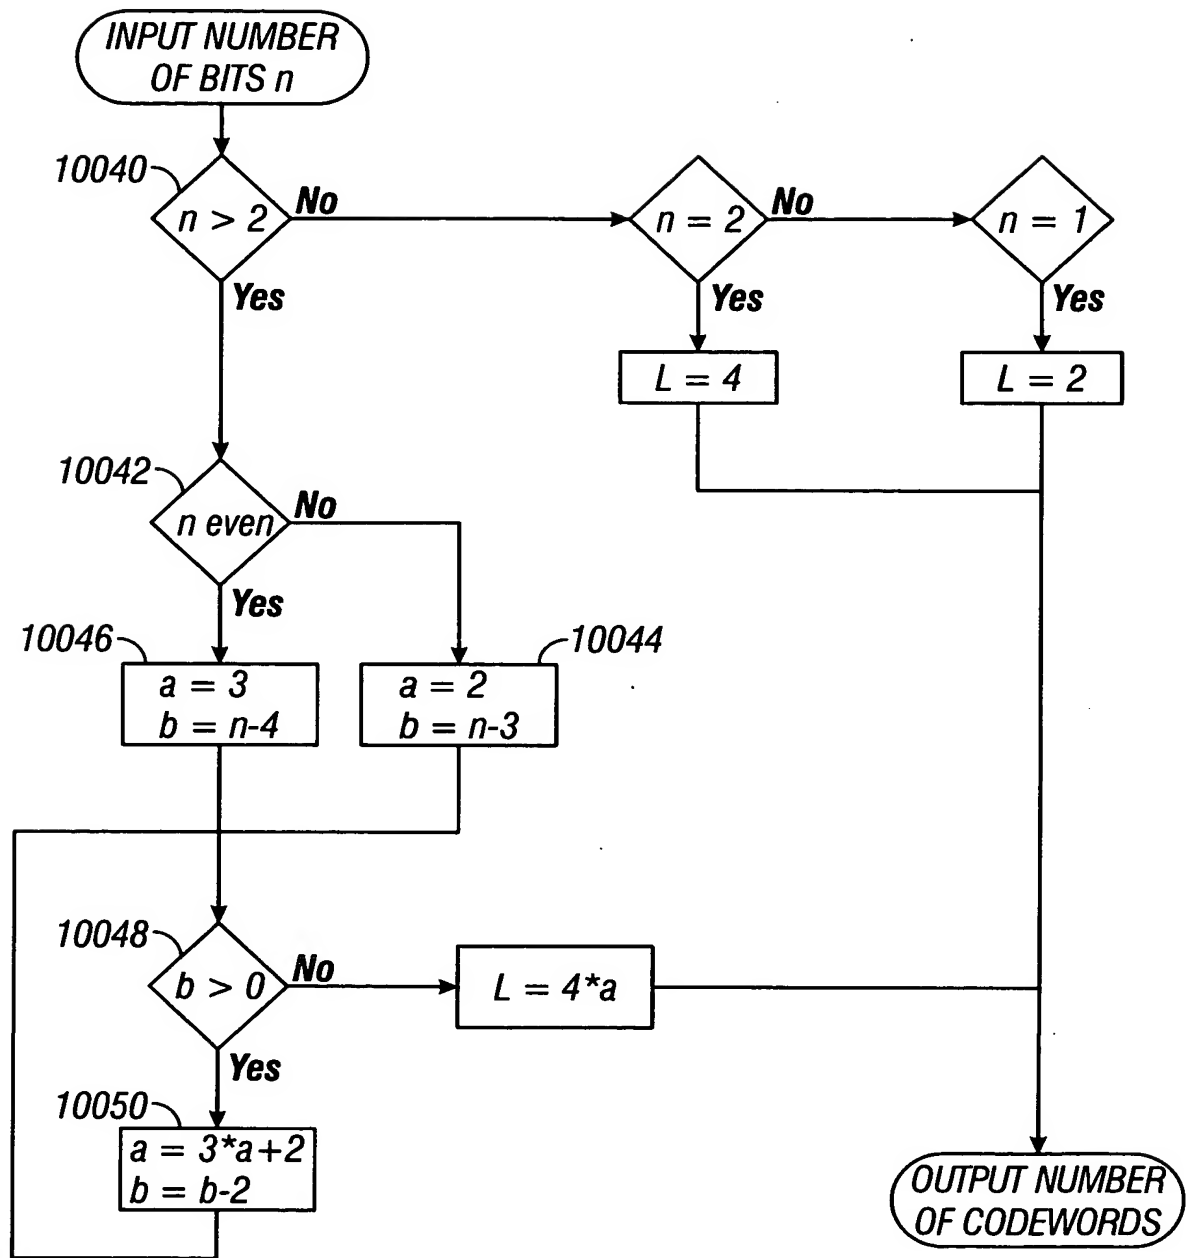 INPUT NUMBER
OF BITS n
10040
n > 2
No
n = 2
No
n = 1
Yes
Yes
Yes
L = 4
L = 2
10042
n even
No
Yes
10046
a = 3
b = n-4
10044
a = 2
b = n-3
10048
b > 0
No
L = 4*a
Yes
10050
a = 3*a+2
b = b-2
OUTPUT NUMBER
OF CODEWORDS